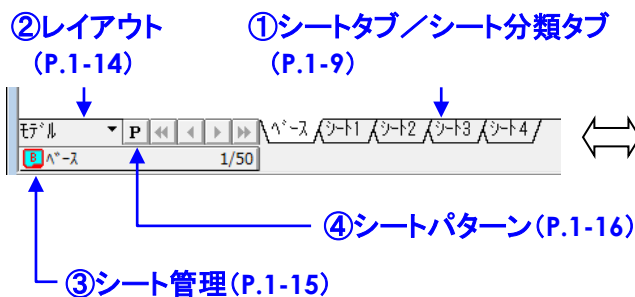 ②レイアウト
(P.1-14)
①シートタブ／シート分類タブ
(P.1-9)
ﾓﾃﾞﾙ P ﾍﾞｰｽ ｼｰﾄ1 ｼｰﾄ2 ｼｰﾄ3 ｼｰﾄ4
B ﾍﾞｰｽ 1/50
④シートパターン(P.1-16)
③シート管理(P.1-15)